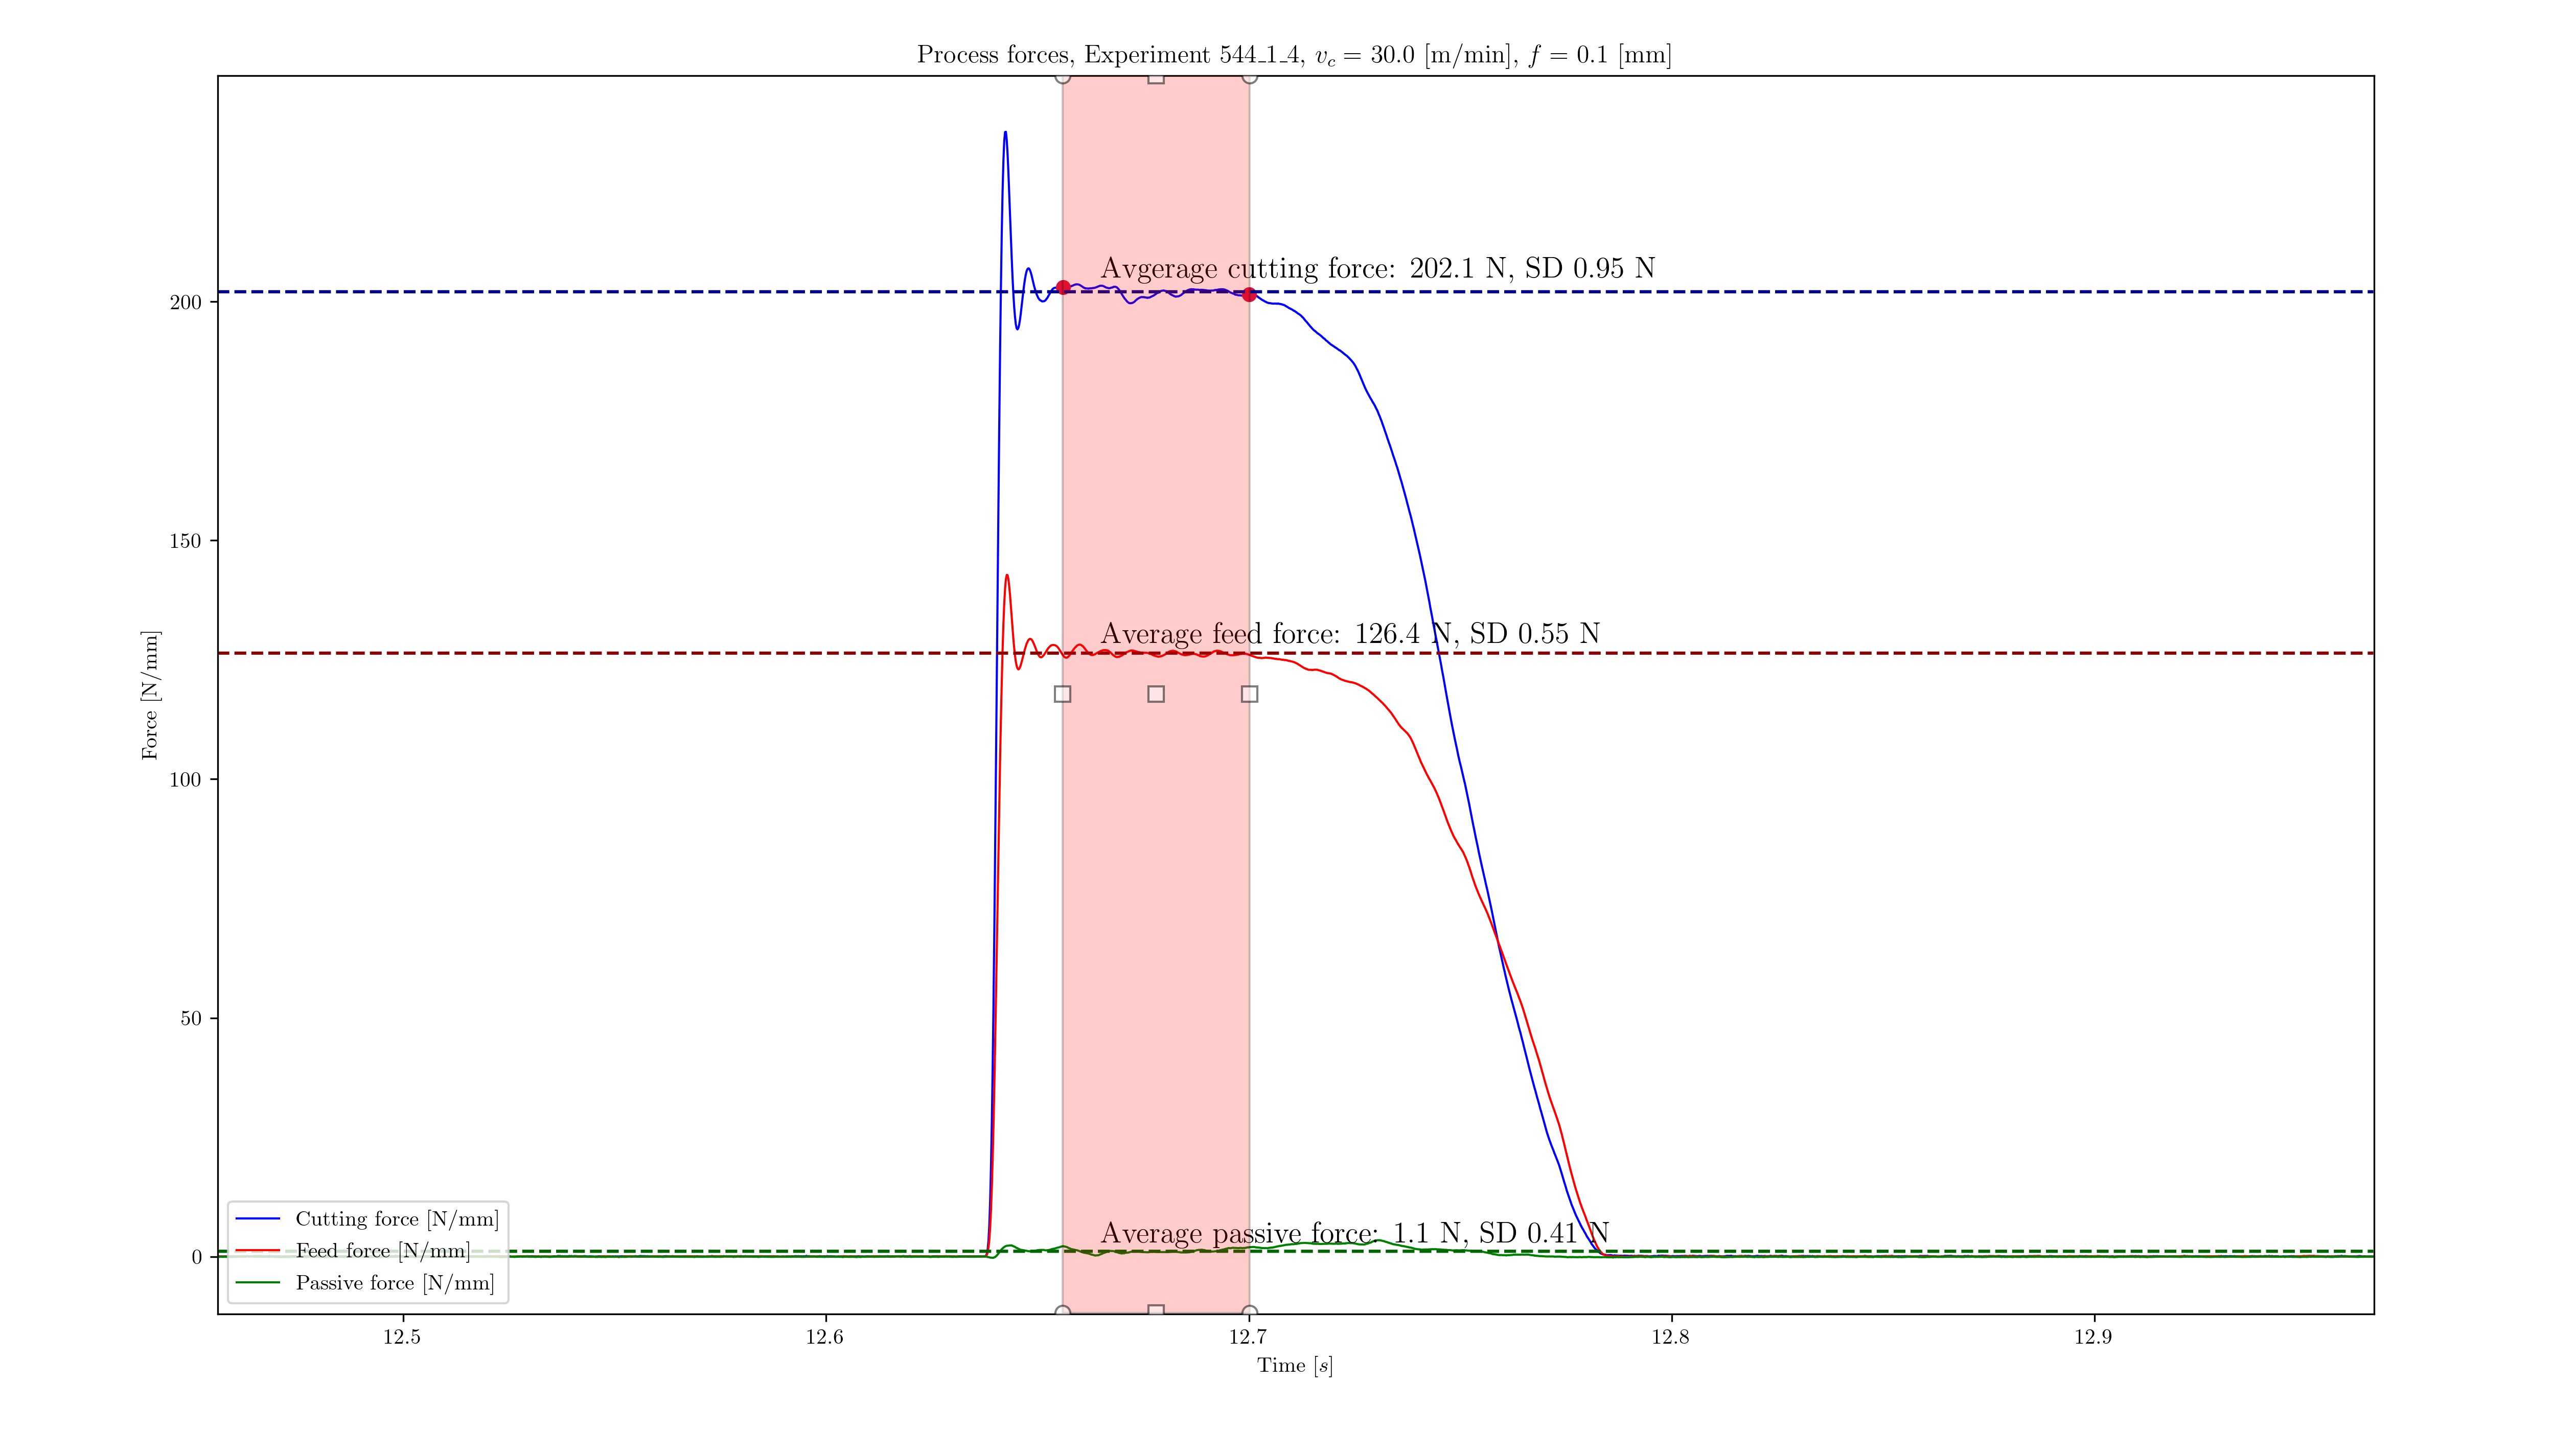 Process forces, Experiment 544_1_4, v_c = 30.0 [m/min], f = 0.1 [mm]
Avgerage cutting force: 202.1 N, SD 0.95 N
200
150
Average feed force: 126.4 N, SD 0.55 N
Force [N/mm]
100
50
Average passive force: 1.1 N, SD 0.41 N
0
Cutting force [N/mm]
Feed force [N/mm]
Passive force [N/mm]
12.5 12.6 12.7 12.8 12.9
Time [s]